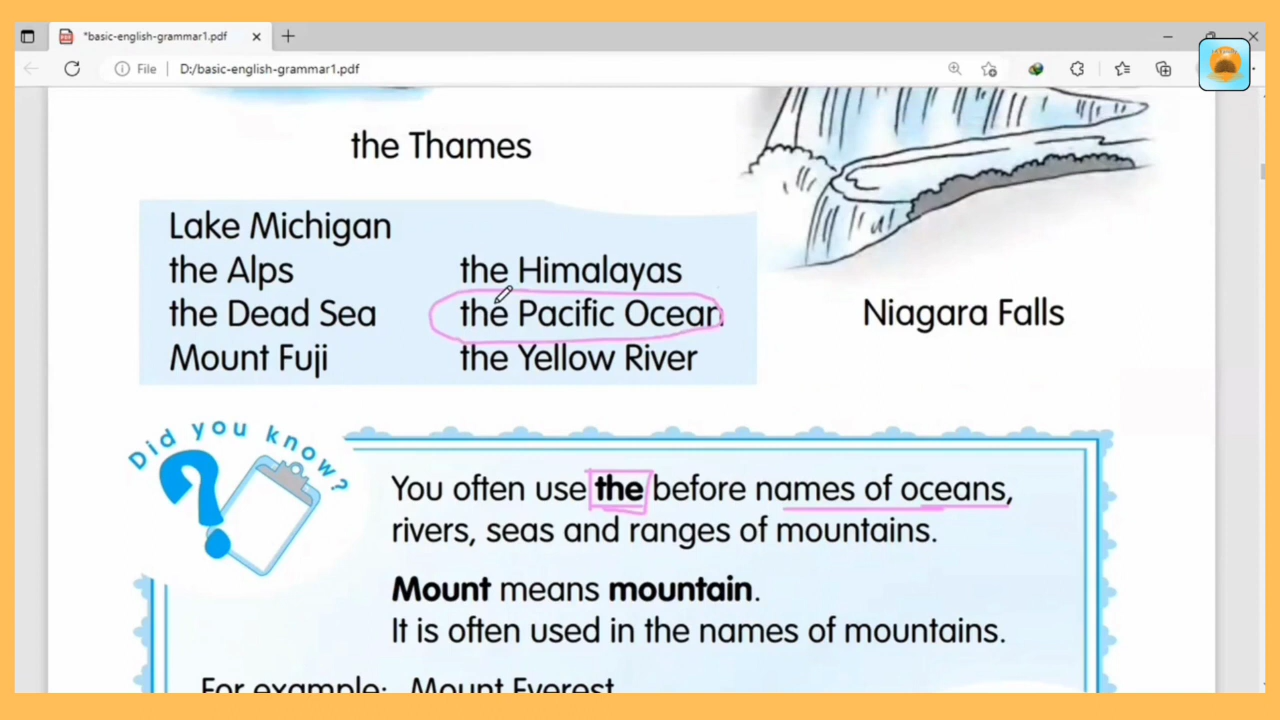 *basic-english-grammar1.pdf
File D:/basic-english-grammar1.pdf
the Thames
Lake Michigan
the Alps the Himalayas
the Dead Sea the Pacific Ocean
Mount Fuji the Yellow River
Niagara Falls
Did you know?
You often use the before names of oceans,
rivers, seas and ranges of mountains.
Mount means mountain.
It is often used in the names of mountains.
For example: Mount Everest